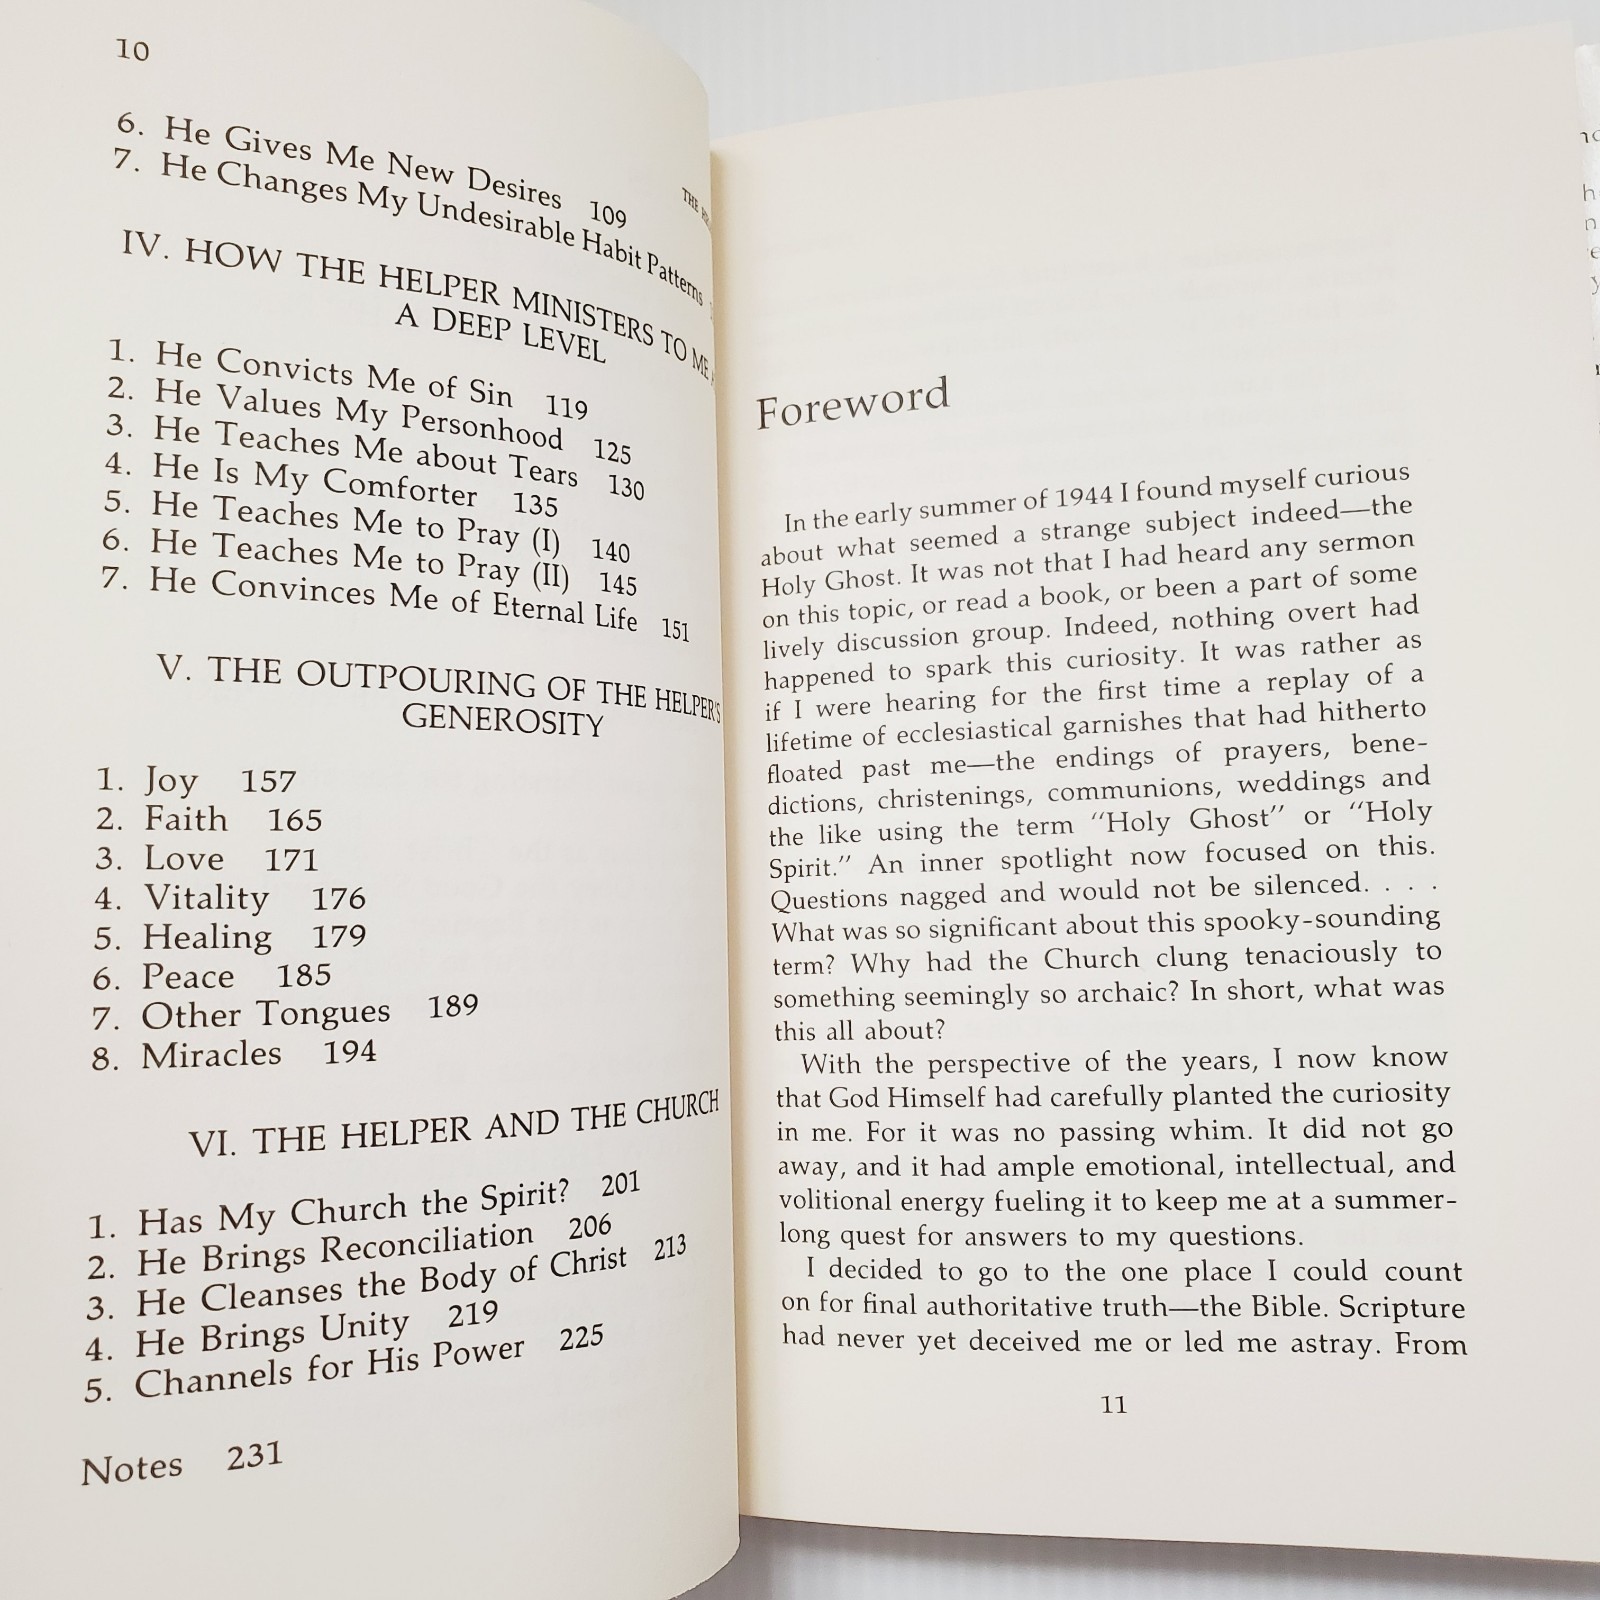 10
THE
6. He Gives Me New Desires 109
7. He Changes My Undesirable Habit Patterns
IV. HOW THE HELPER MINISTERS TO ME
A DEEP LEVEL
1. He Convicts Me of Sin 119
2. He Values My Personhood 125
3. He Teaches Me about Tears 130
4. He Is My Comforter 135
5. He Teaches Me to Pray (I) 140
6. He Teaches Me to Pray (II) 145
7. He Convinces Me of Eternal Life 151
V. THE OUTPOURING OF THE HELPER'S
GENEROSITY
1. Joy 157
2. Faith 165
3. Love 171
4. Vitality 176
5. Healing 179
6. Peace 185
7. Other Tongues 189
8. Miracles 194
VI. THE HELPER AND THE CHURCH
1. Has My Church the Spirit? 201
2. He Brings Reconciliation 206
3. He Cleanses the Body of Christ 213
4. He Brings Unity 219
5. Channels for His Power 225
Notes 231
Foreword
In the early summer of 1944 I found myself curious
about what seemed a strange subject indeed—the
Holy Ghost. It was not that I had heard any sermon
on this topic, or read a book, or been a part of some
lively discussion group. Indeed, nothing overt had
happened to spark this curiosity. It was rather as
if I were hearing for the first time a replay of a
lifetime of ecclesiastical garnishes that had hitherto
floated past me—the endings of prayers, bene-
dictions, christenings, communions, weddings and
the like using the term "Holy Ghost" or "Holy
Spirit." An inner spotlight now focused on this.
Questions nagged and would not be silenced. . . .
What was so significant about this spooky-sounding
term? Why had the Church clung tenaciously to
something seemingly so archaic? In short, what was
this all about?
With the perspective of the years, I now know
that God Himself had carefully planted the curiosity
in me. For it was no passing whim. It did not go
away, and it had ample emotional, intellectual, and
volitional energy fueling it to keep me at a summer-
long quest for answers to my questions.
I decided to go to the one place I could count
on for final authoritative truth—the Bible. Scripture
had never yet deceived me or led me astray. From
11